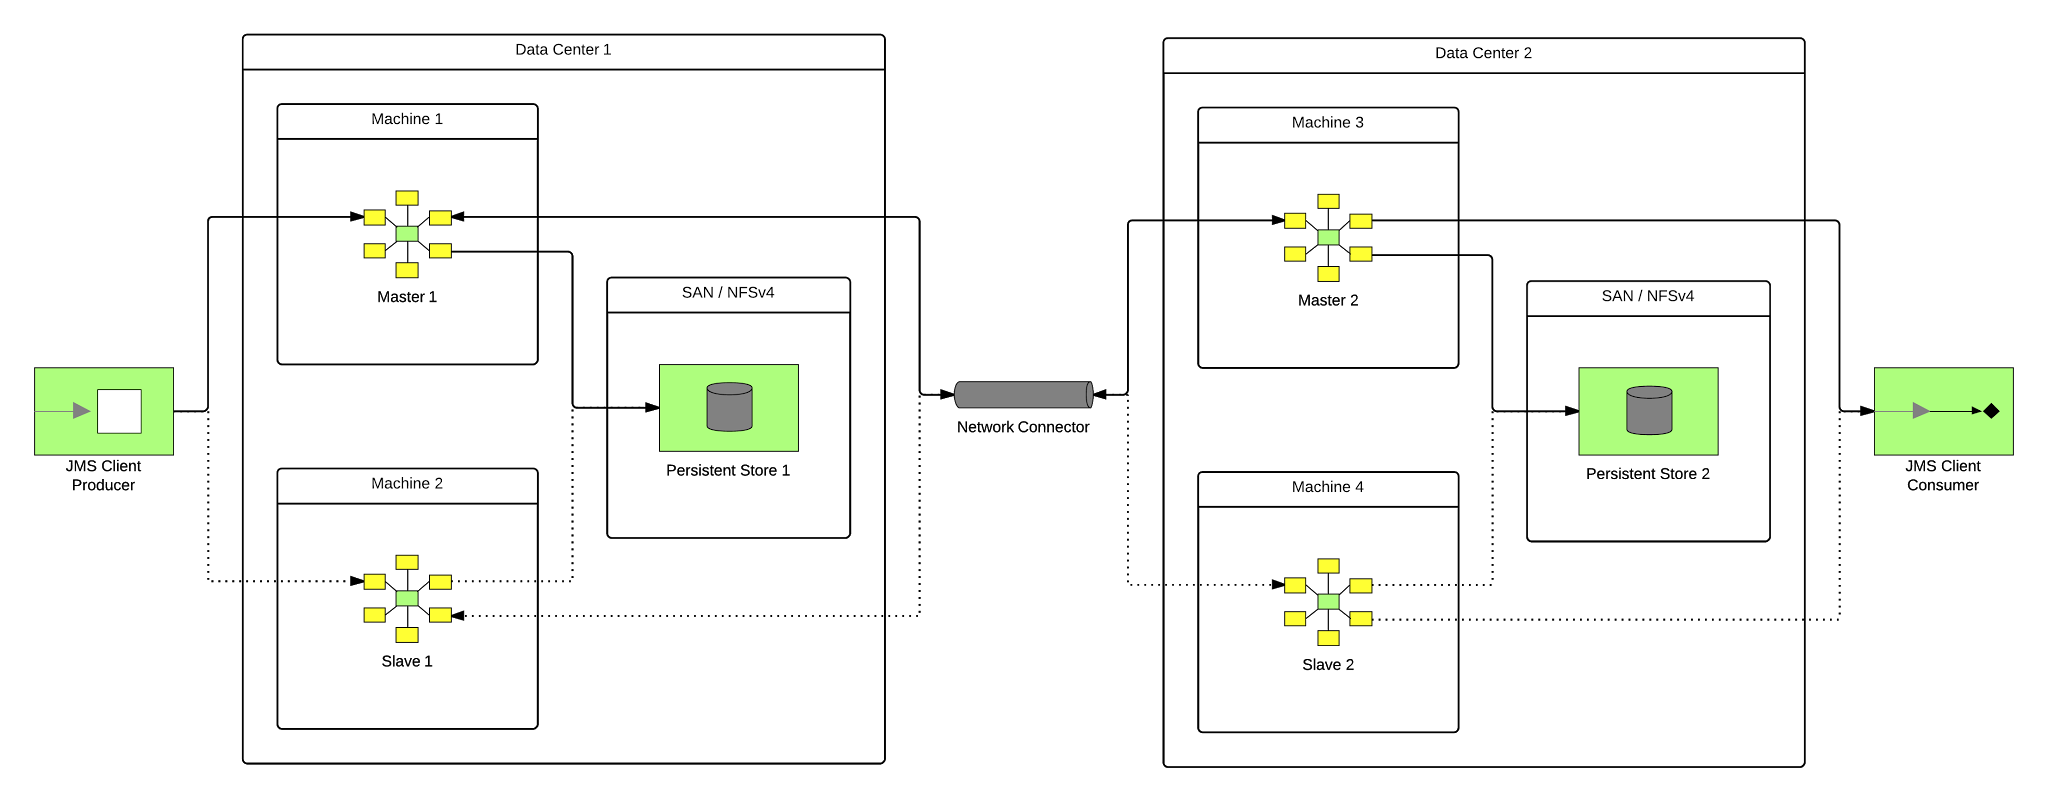 Data Center 1
Machine 1
Master 1
SAN / NFSv4
Persistent Store 1
JMS Client
Producer
Machine 2
Slave 1
Network Connector
Data Center 2
Machine 3
Master 2
SAN / NFSv4
Persistent Store 2
Machine 4
Slave 2
JMS Client
Consumer